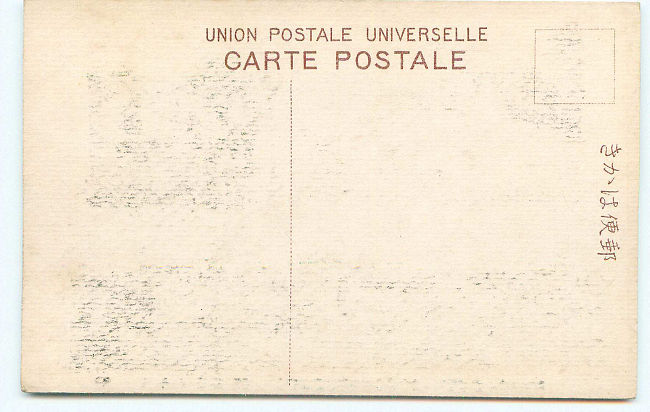 UNION POSTALE UNIVERSELLE
CARTE POSTALE
きかは便郵